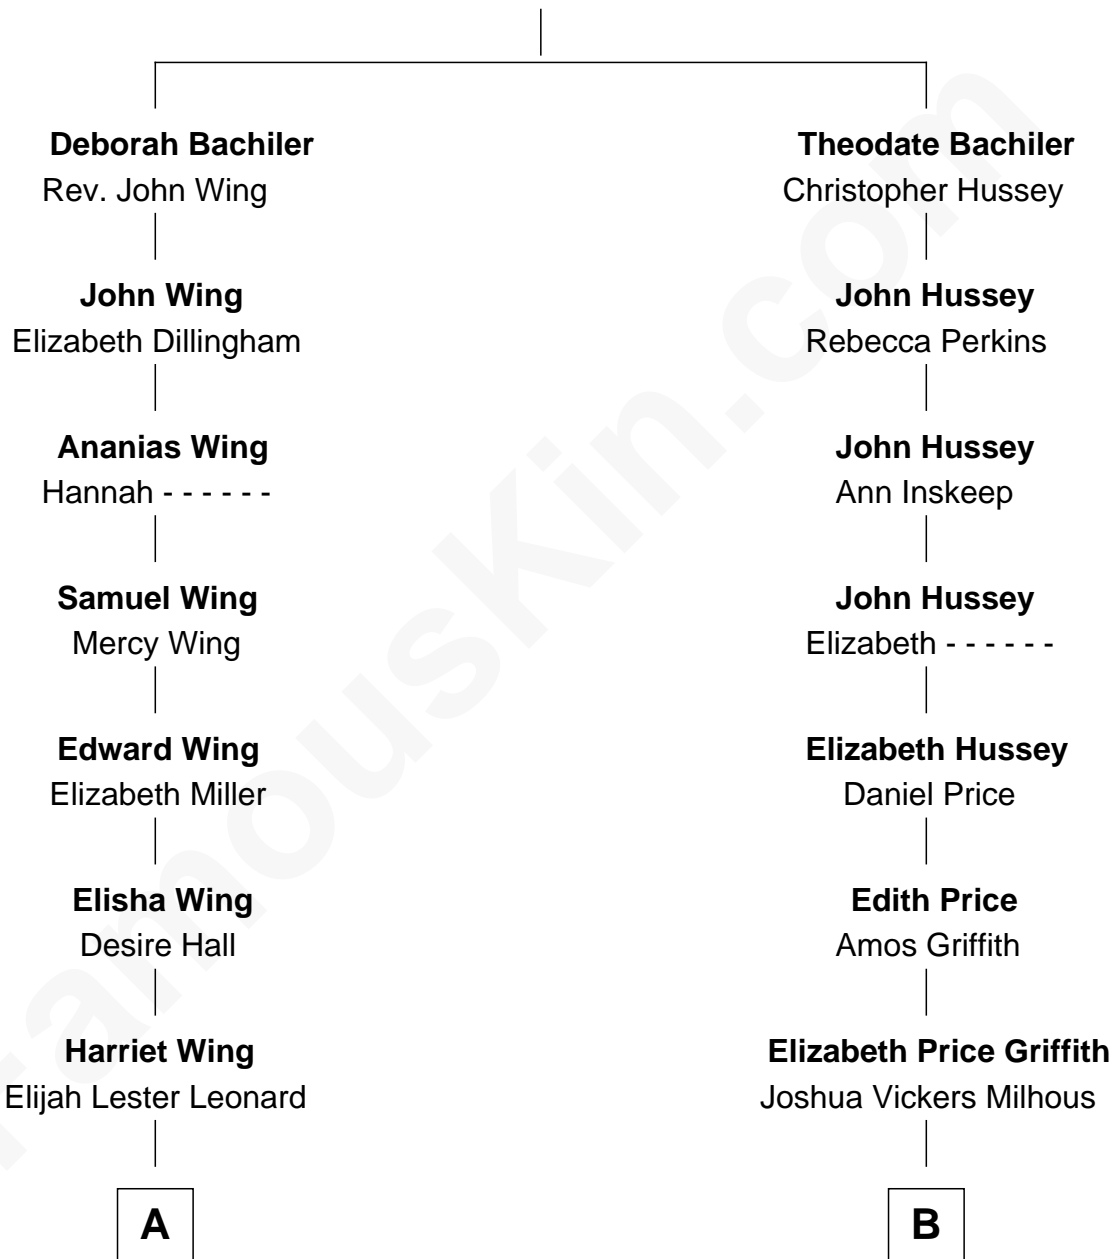 Deborah Bachiler
Rev. John Wing
John Wing
Elizabeth Dillingham
Ananias Wing
Hannah - - - - - -
Samuel Wing
Mercy Wing
Edward Wing
Elizabeth Miller
Elisha Wing
Desire Hall
Harriet Wing
Elijah Lester Leonard
A
Theodate Bachiler
Christopher Hussey
John Hussey
Rebecca Perkins
John Hussey
Ann Inskeep
John Hussey
Elizabeth - - - - - -
Elizabeth Hussey
Daniel Price
Edith Price
Amos Griffith
Elizabeth Price Griffith
Joshua Vickers Milhous
B
FamousKin.com